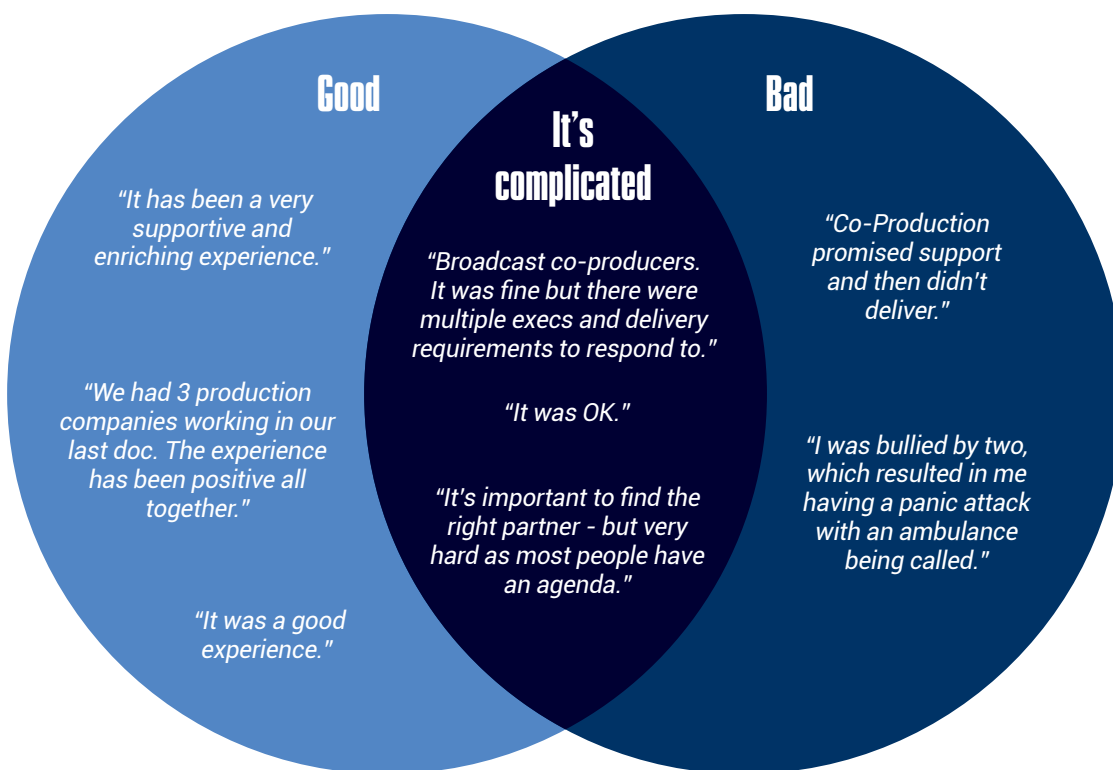 Good
“It has been a very
supportive and
enriching experience.”
“We had 3 production
companies working in our
last doc. The experience
has been positive all
together.”
“It was a good
experience.”
It’s
complicated
“Broadcast co-producers.
It was fine but there were
multiple execs and delivery
requirements to respond to.”
“It was OK.”
“It’s important to find the
right partner - but very
hard as most people have
an agenda.”
Bad
“Co-Production
promised support
and then didn’t
deliver.”
“I was bullied by two,
which resulted in me
having a panic attack
with an ambulance
being called.”